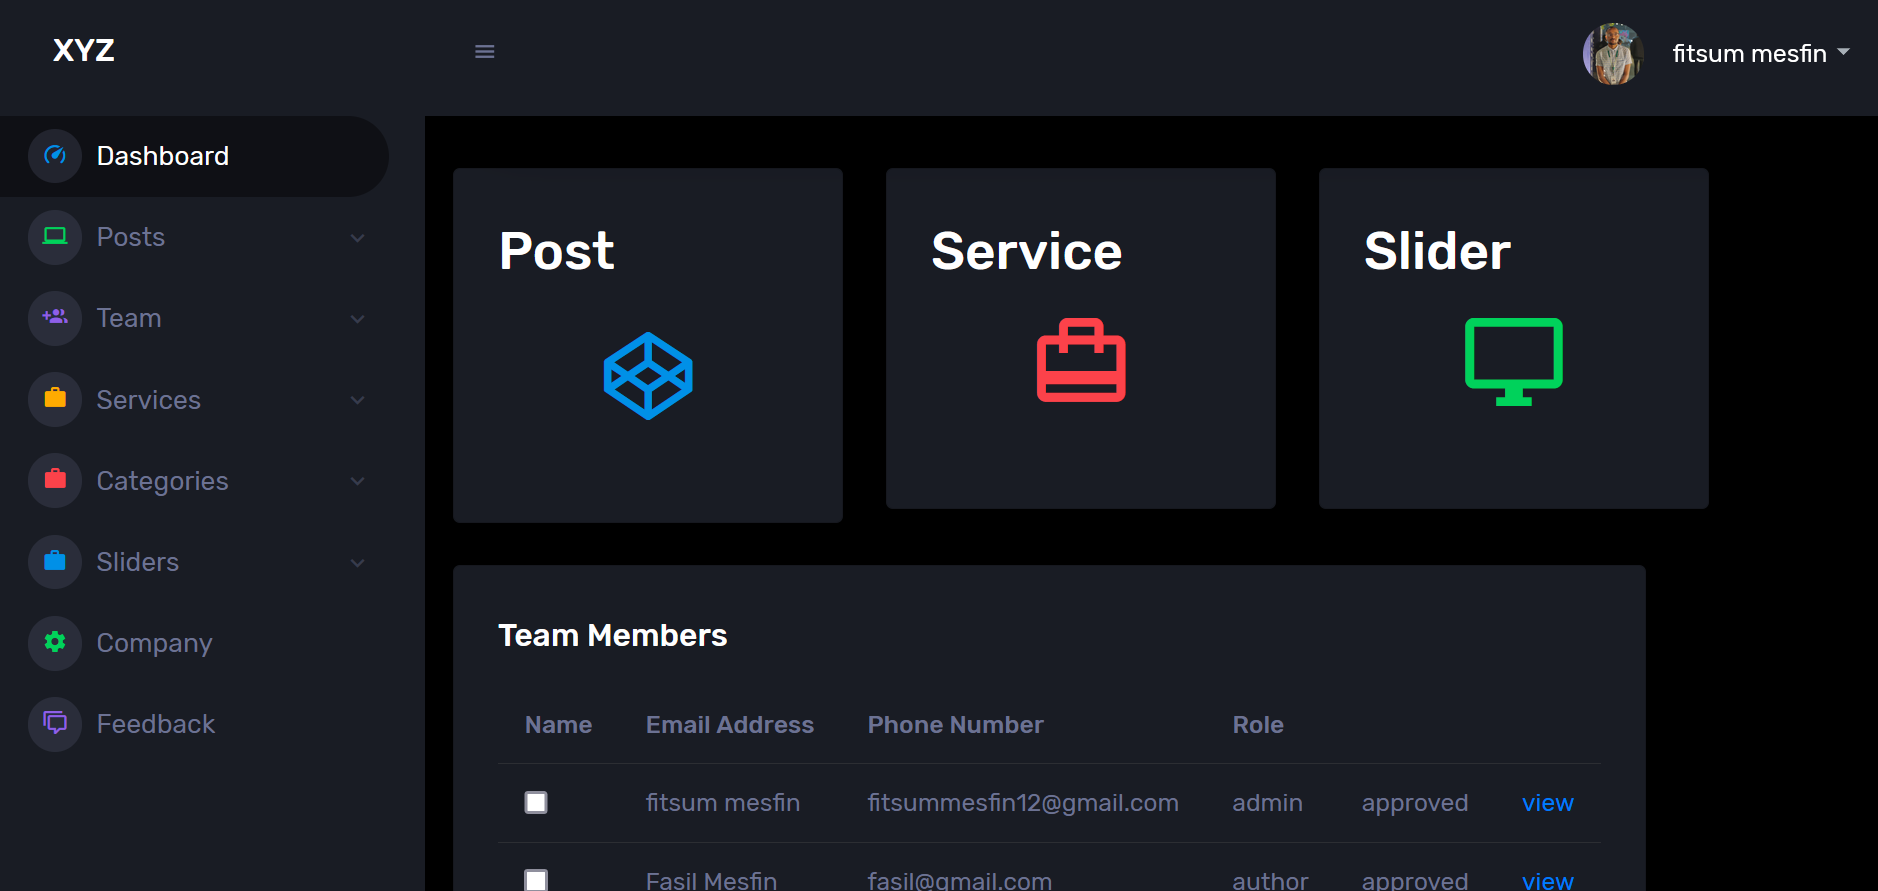 XYZ
fitsum mesfin
Dashboard
Posts
Team
Services
Categories
Sliders
Company
Feedback
Post
Service
Slider
Team Members
Name Email Address Phone Number Role
fitsum mesfin fitsummesfin12@gmail.com admin approved view
Fasil Mesfin fasil@gmail.com author approved view